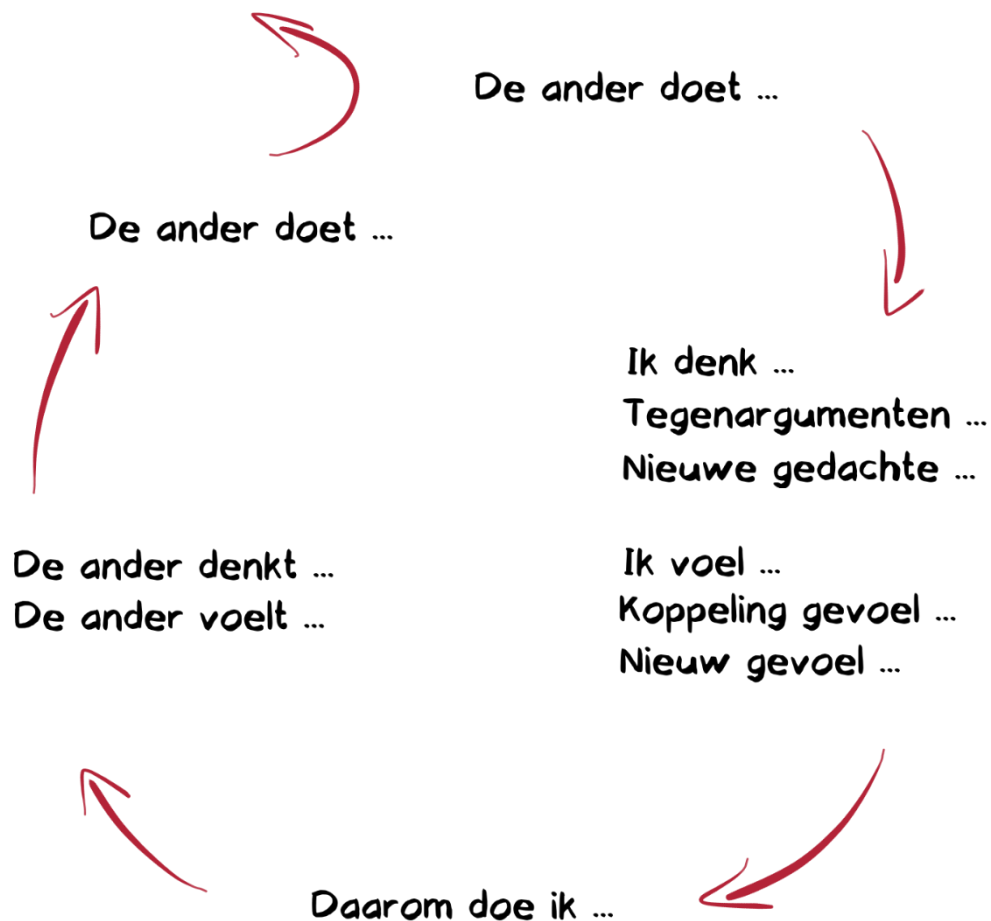 De ander doet ...
Ik denk ...
Tegenargumenten ...
Nieuwe gedachte ...
Ik voel ...
Koppeling gevoel ...
Nieuw gevoel ...
Daarom doe ik ...
De ander denkt ...
De ander voelt ...
De ander doet ...